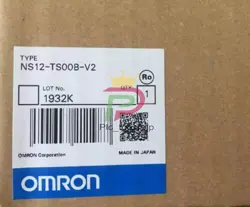 TYPE
NS12-TS00B-V2
LOT No.
1932K
1
Ro
MADE IN JAPAN
OMRON
OMRON Corporation